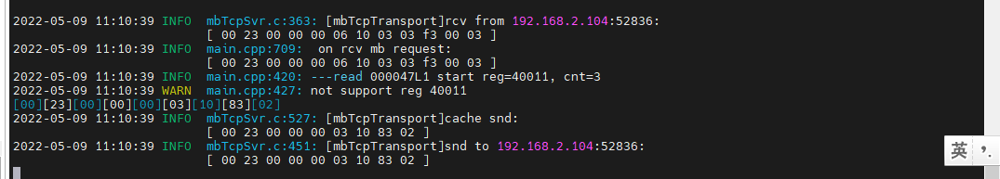 2022-05-09 11:10:39 INFO  mbTcpSvr.c:363: [mbTcpTransport]rcv from 192.168.2.104:52836:
[ 00 23 00 00 00 06 10 03 03 f3 00 03 ]
2022-05-09 11:10:39 INFO  main.cpp:709:  on rcv mb request:
[ 00 23 00 00 00 06 10 03 03 f3 00 03 ]
2022-05-09 11:10:39 INFO  main.cpp:420: ---read 000047L1 start reg=40011, cnt=3
2022-05-09 11:10:39 WARN  main.cpp:427: not support reg 40011
[00][23][00][00][00][03][10][83][02]
2022-05-09 11:10:39 INFO  mbTcpSvr.c:527: [mbTcpTransport]cache snd:
[ 00 23 00 00 00 03 10 83 02 ]
2022-05-09 11:10:39 INFO  mbTcpSvr.c:451: [mbTcpTransport]snd to 192.168.2.104:52836:
[ 00 23 00 00 00 03 10 83 02 ]
英 ,